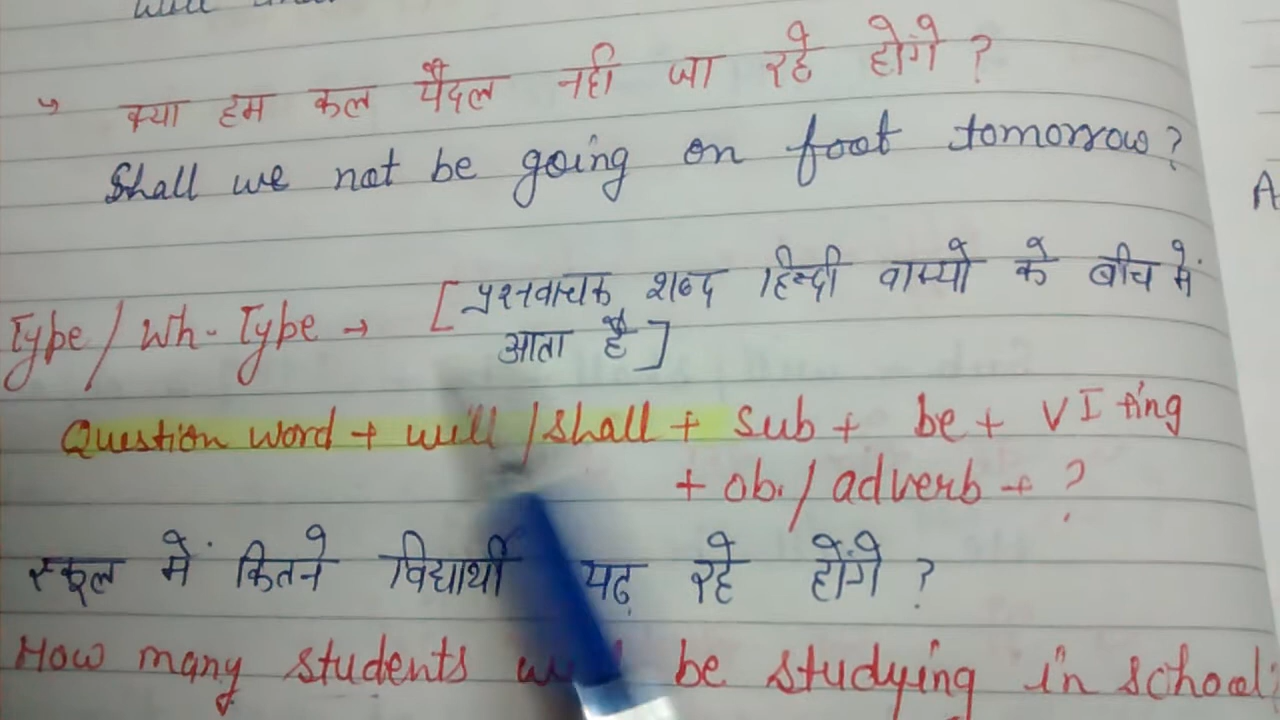 क्या हम कल पैदल नही जा रहे होगे ?
Shall we not be going on foot tomorrow?
Type / Wh-Type → [ प्रश्नवाचक शब्द हिन्दी वाक्यो के बीच में
आता है ]
Question word + will / shall + sub + be + V I + ing
+ ob. / adverb + ?
स्कूल में कितने विद्यार्थी पढ़ रहे होंगे ?
How many students be studying in school